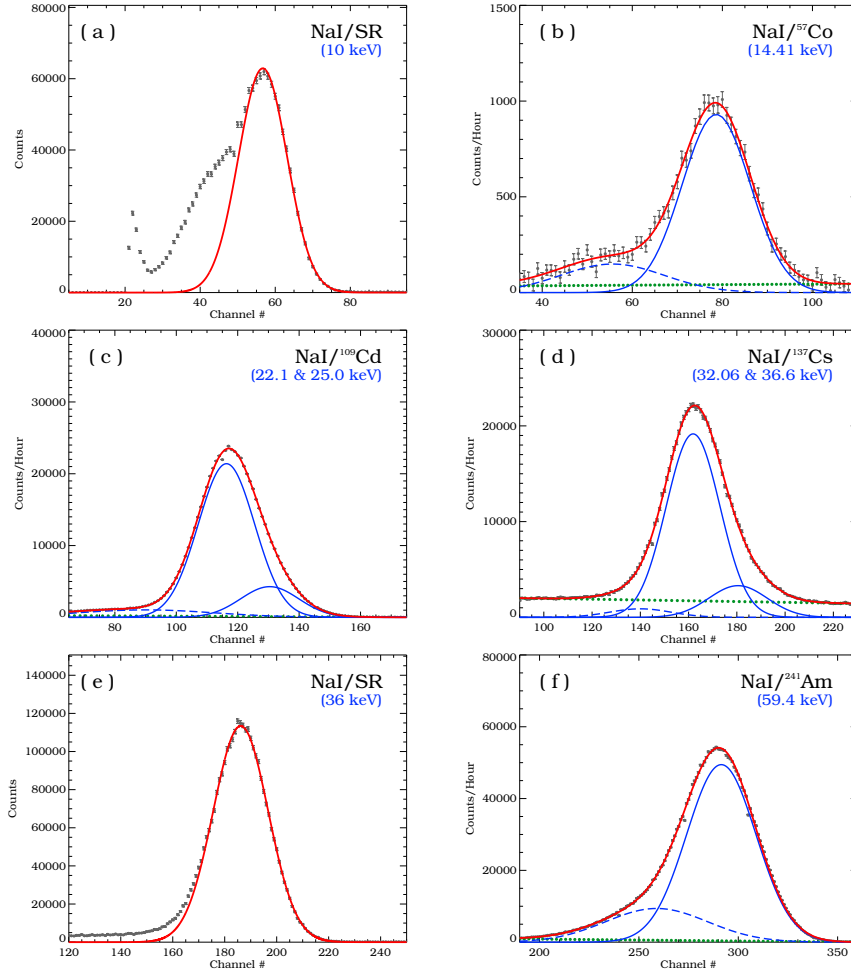 80000
60000
40000
20000
0
Counts
( a )
NaI/SR
(10 keV)
20
40
60
80
Channel #
1500
1000
500
0
Counts/Hour
( b )
NaI/⁵⁷Co
(14.41 keV)
40
60
80
100
Channel #
40000
30000
20000
10000
0
Counts/Hour
( c )
NaI/¹⁰⁹Cd
(22.1 & 25.0 keV)
80
100
120
140
160
Channel #
30000
20000
10000
0
Counts/Hour
( d )
NaI/¹³⁷Cs
(32.06 & 36.6 keV)
100
120
140
160
180
200
220
Channel #
140000
120000
100000
80000
60000
40000
20000
0
Counts
( e )
NaI/SR
(36 keV)
120
140
160
180
200
220
240
Channel #
80000
60000
40000
20000
0
Counts/Hour
( f )
NaI/²⁴¹Am
(59.4 keV)
200
250
300
350
Channel #